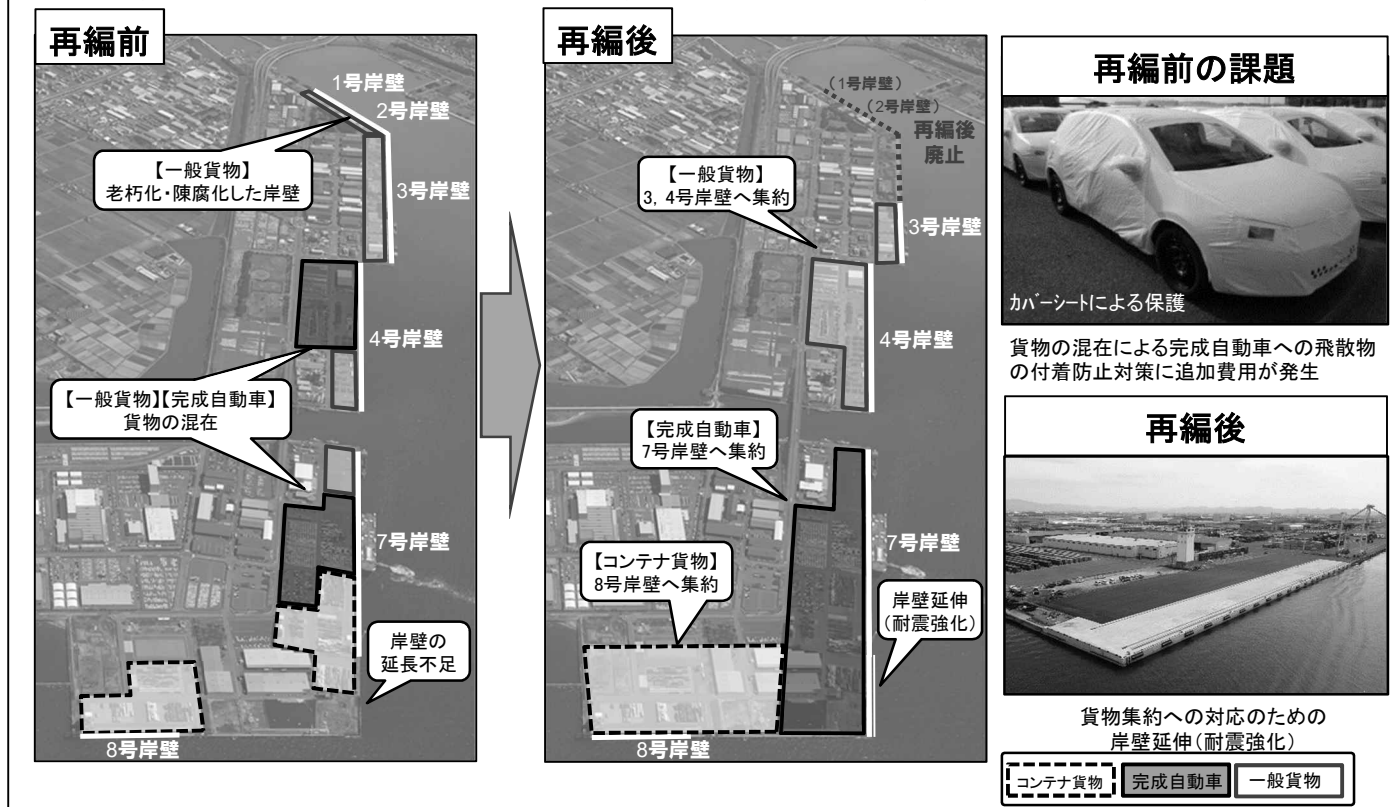 再編前
1号岸壁
2号岸壁
【一般貨物】
老朽化・陳腐化した岸壁
3号岸壁
4号岸壁
【一般貨物】【完成自動車】
貨物の混在
7号岸壁
岸壁の
延長不足
8号岸壁
再編後
(1号岸壁)
(2号岸壁)
再編後
廃止
【一般貨物】
3, 4号岸壁へ集約
3号岸壁
4号岸壁
【完成自動車】
7号岸壁へ集約
7号岸壁
【コンテナ貨物】
8号岸壁へ集約
岸壁延伸
(耐震強化)
8号岸壁
再編前の課題
カバーシートによる保護
貨物の混在による完成自動車への飛散物
の付着防止対策に追加費用が発生
再編後
貨物集約への対応のための
岸壁延伸(耐震強化)
コンテナ貨物 完成自動車 一般貨物